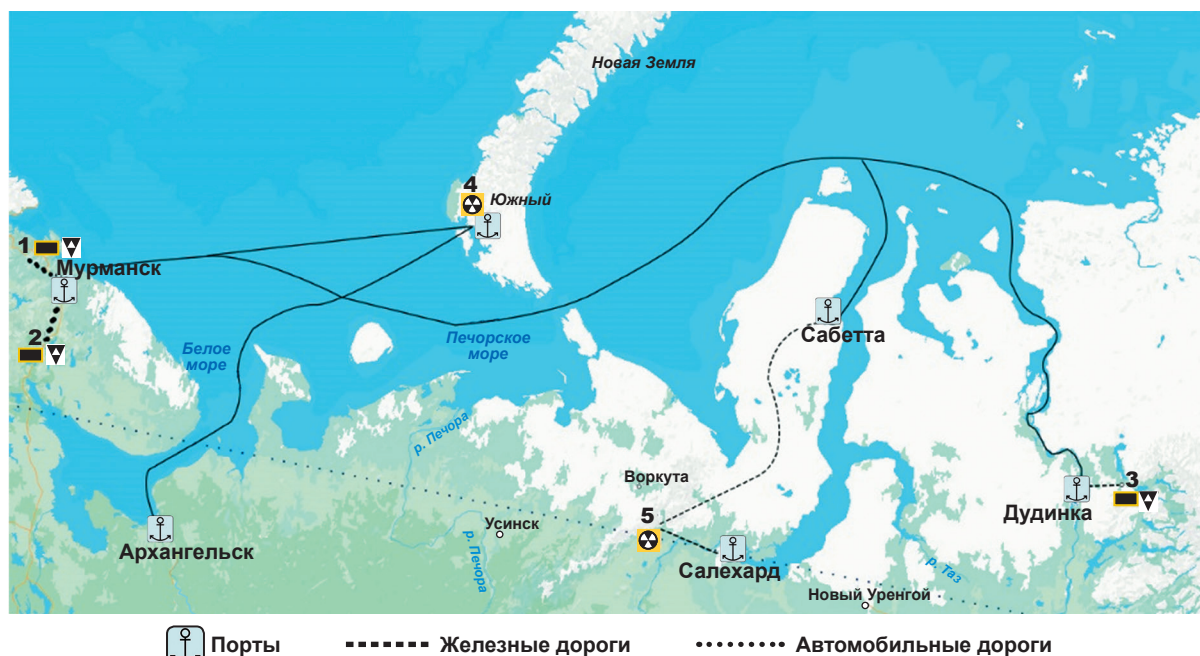 Новая Земля
4
Южный
1
Мурманск
2
Белое
море
Печорское
море
Сабетта
р. Печора
Воркута
3
Дудинка
5
Усинск
Архангельск
р. Печора
Салехард
р. Таз
Новый Уренгой
Порты
Железные дороги
Автомобильные дороги